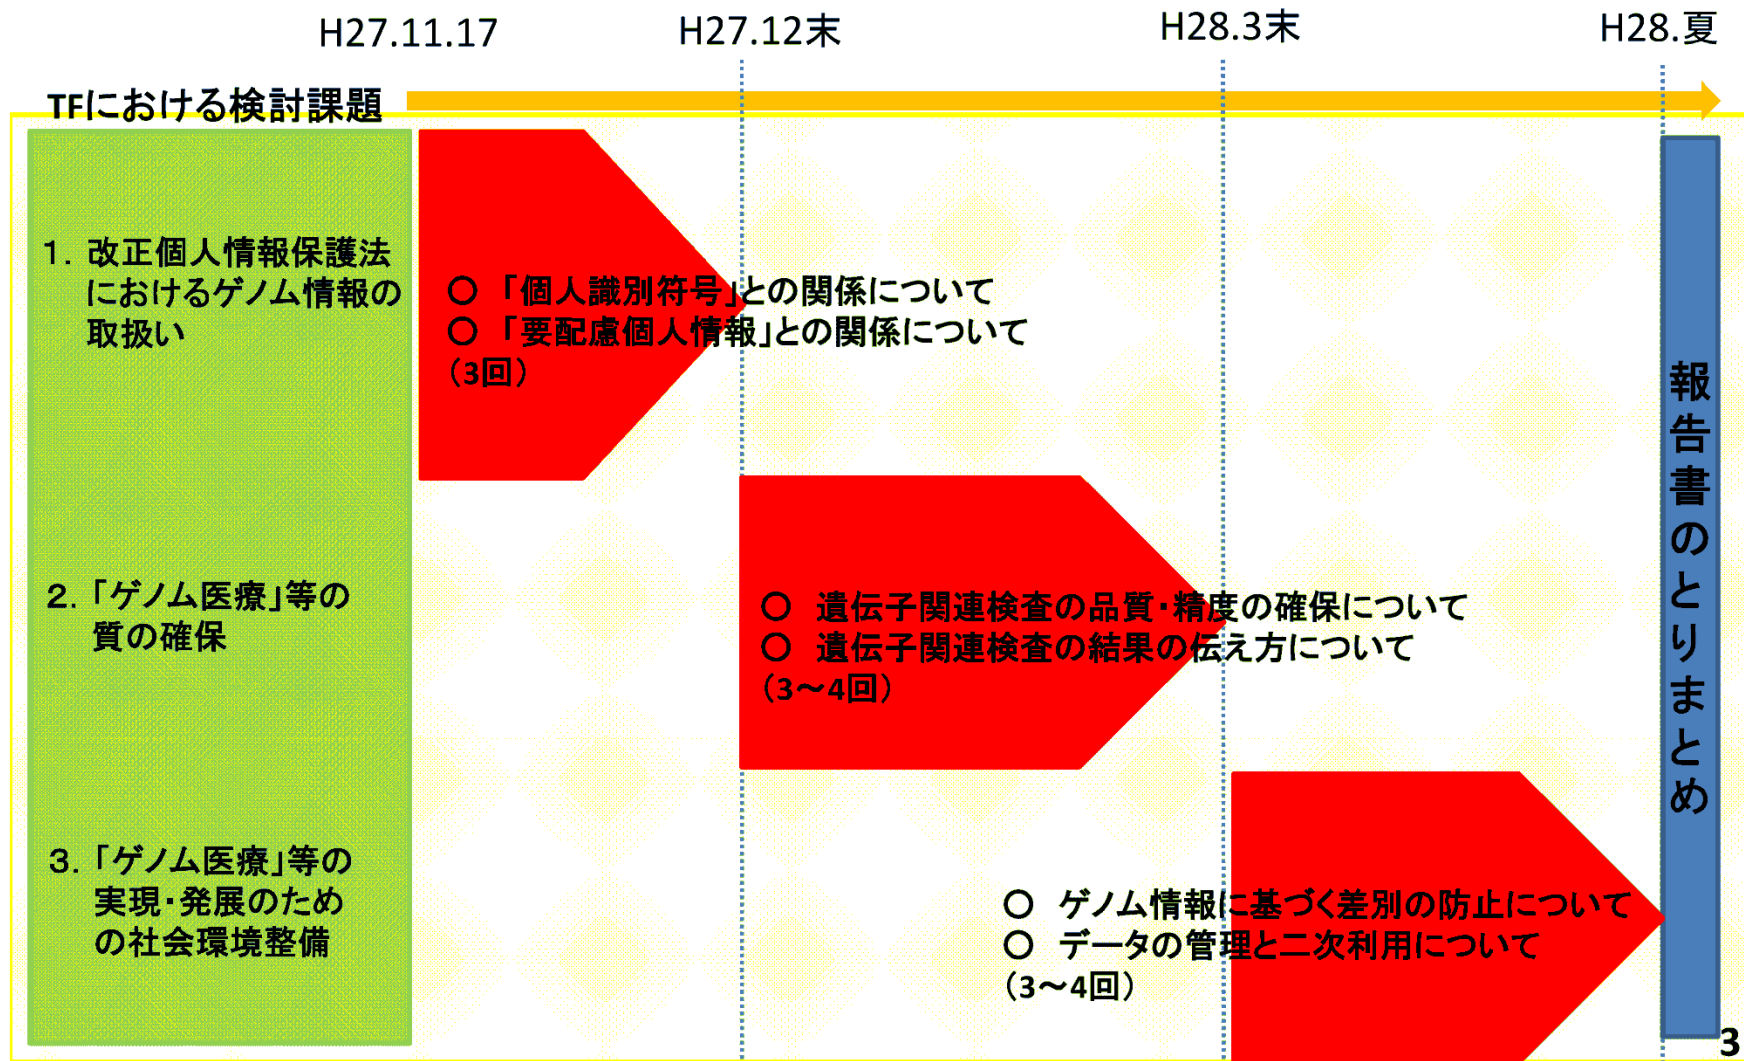 H27.11.17
H27.12末
H28.3末
H28.夏
TFにおける検討課題
1. 改正個人情報保護法
におけるゲノム情報の
取扱い
○ 「個人識別符号」との関係について
○ 「要配慮個人情報」との関係について
(3回)
2. 「ゲノム医療」等の
質の確保
○ 遺伝子関連検査の品質・精度の確保について
○ 遺伝子関連検査の結果の伝え方について
(3~4回)
3. 「ゲノム医療」等の
実現・発展のため
の社会環境整備
○ ゲノム情報に基づく差別の防止について
○ データの管理と二次利用について
(3~4回)
報告書のとりまとめ
3